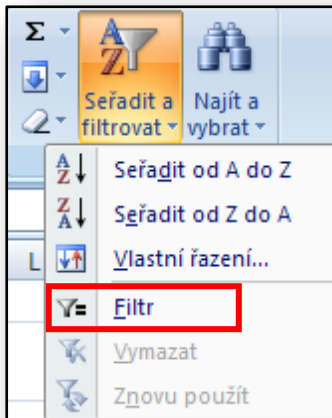 Σ
Seřadit a
filtrovat
Najít a
vybrat
Seřadit od A do Z
Seřadit od Z do A
Vlastní řazení...
L
Filtr
Vymazat
Znovu použít